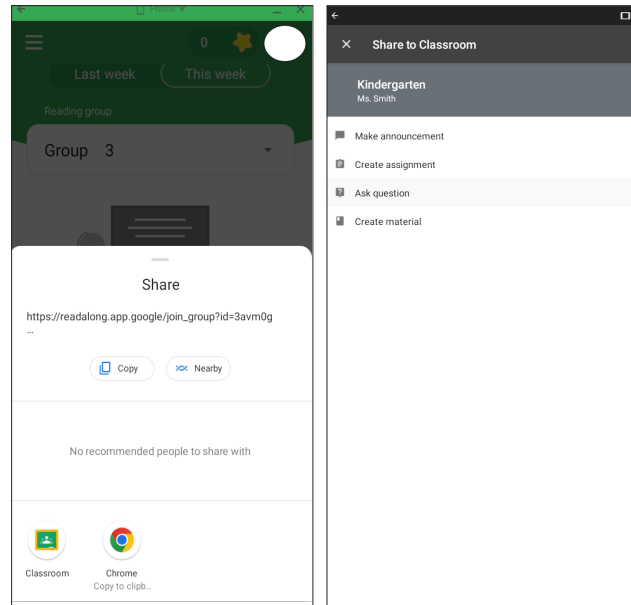 Phone
0
Last week
This week
Reading group
Group 3
Share
https://readalong.app.google/join_group?id=3avm0g
...
Copy
Nearby
No recommended people to share with
Classroom
Chrome
Copy to clipb...
Share to Classroom
Kindergarten
Ms. Smith
Make announcement
Create assignment
Ask question
Create material